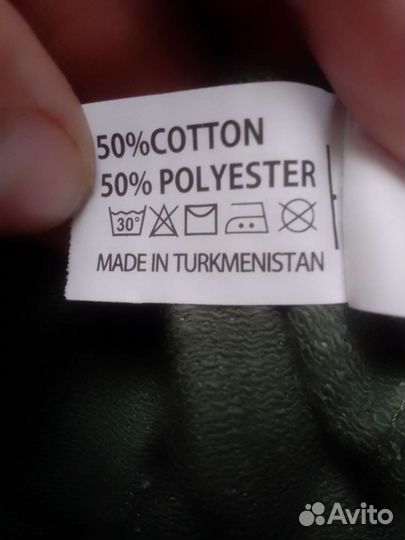 50%COTTON
50% POLYESTER
30°
MADE IN TURKMENISTAN
Avito